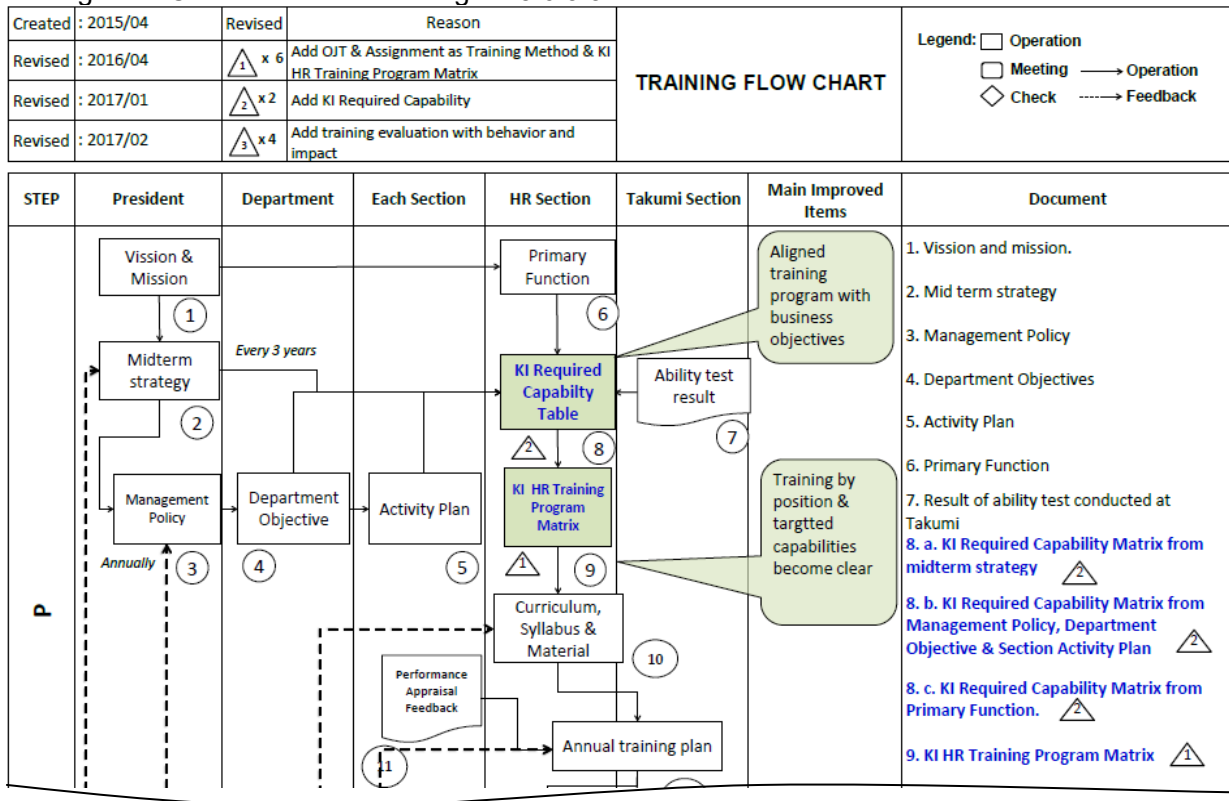 Created : 2015/04 Revised Reason
Revised : 2016/04 1 x 6 Add OJT & Assignment as Training Method & KI
HR Training Program Matrix
Revised : 2017/01 2 x 2 Add KI Required Capability
Revised : 2017/02 3 x 4 Add training evaluation with behavior and
impact
TRAINING FLOW CHART
Legend: Operation
Meeting Operation
Check Feedback
STEP President Department Each Section HR Section Takumi Section Main Improved Items Document
P
Vission &
Mission
1
Primary
Function
6
Midterm
strategy
2
Every 3 years
KI Required
Capabilty
Table
2
8
Ability test
result
7
Management
Policy
Annually
3
Department
Objective
4
Activity Plan
5
KI HR Training
Program
Matrix
1
9
Curriculum,
Syllabus &
Material
10
Performance
Appraisal
Feedback
11
Annual training plan
Aligned
training
program with
business
objectives
Training by
position &
targtted
capabilities
become clear
1. Vission and mission.
2. Mid term strategy
3. Management Policy
4. Department Objectives
5. Activity Plan
6. Primary Function
7. Result of ability test conducted at
Takumi
8. a. KI Required Capability Matrix from
midterm strategy 2
8. b. KI Required Capability Matrix from
Management Policy, Department
Objective & Section Activity Plan 2
8. c. KI Required Capability Matrix from
Primary Function. 2
9. KI HR Training Program Matrix 1